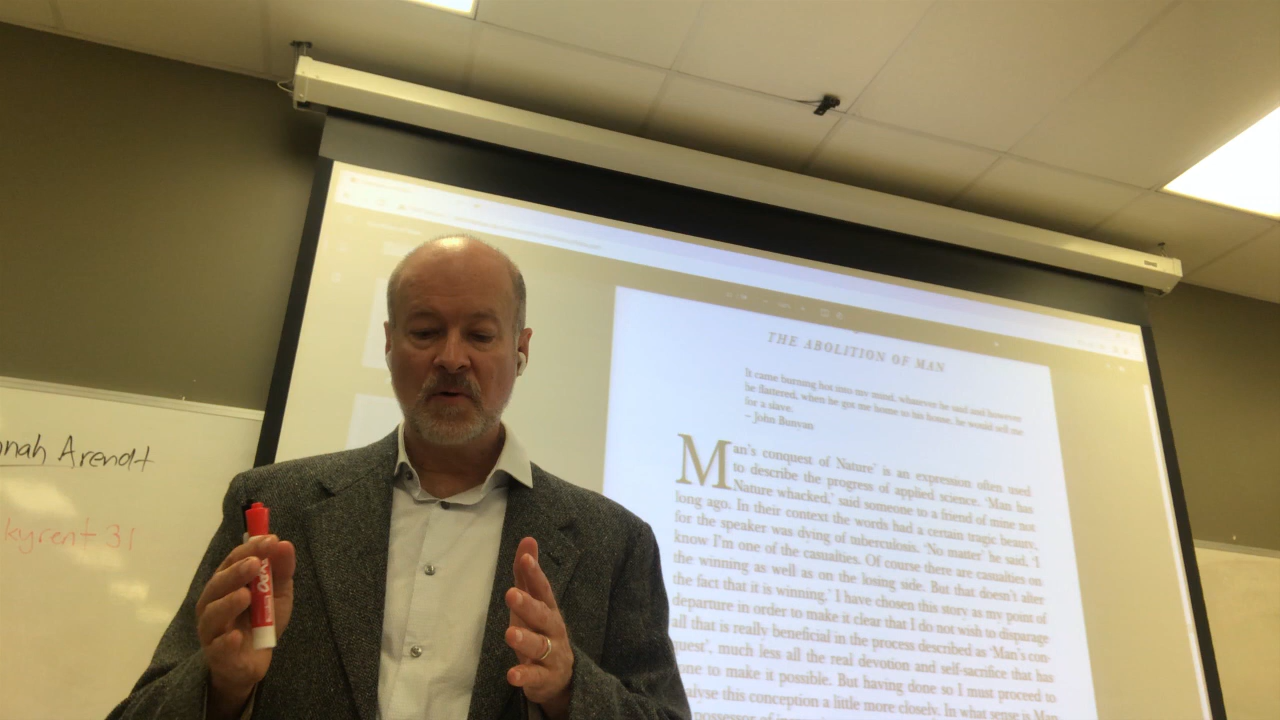 nnah Arendt
kyrent 31
THE ABOLITION OF MAN
It came burning hot into my mind, whatever he said and however
he flattered, when he got me home to his house, he would sell me
for a slave.
– John Bunyan
Man's conquest of Nature' is an expression often used
to describe the progress of applied science. 'Man has
Nature whacked,' said someone to a friend of mine not
long ago. In their context the words had a certain tragic beauty,
for the speaker was dying of tuberculosis. 'No matter' he said, 'I
know I'm one of the casualties. Of course there are casualties on
the winning as well as on the losing side. But that doesn't alter
the fact that it is winning.' I have chosen this story as my point of
departure in order to make it clear that I do not wish to disparage
all that is really beneficial in the process described as 'Man's con-
quest', much less all the real devotion and self-sacrifice that has
one to make it possible. But having done so I must proceed to
alyse this conception a little more closely. In what sense is Man
possessor of